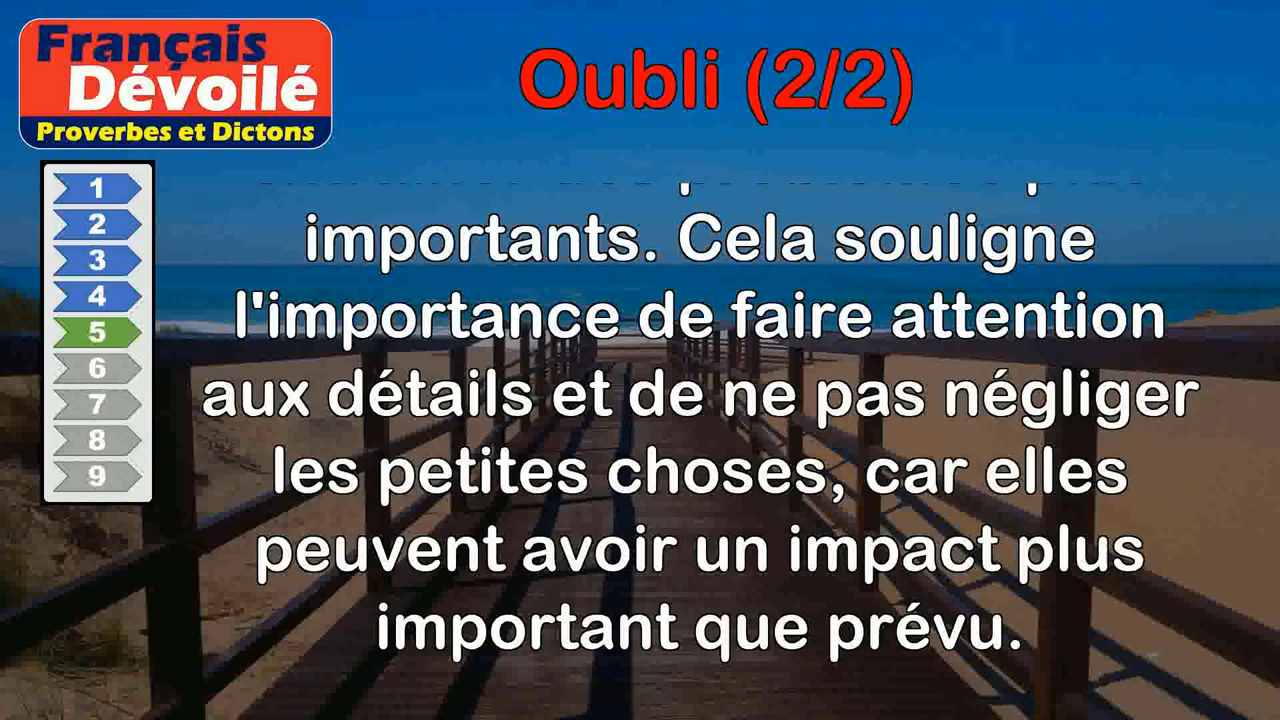 Français
Dévoilé
Proverbes et Dictons
Oubli (2/2)
1
2
3
4
5
6
7
8
9
importants. Cela souligne
l'importance de faire attention
aux détails et de ne pas négliger
les petites choses, car elles
peuvent avoir un impact plus
important que prévu.